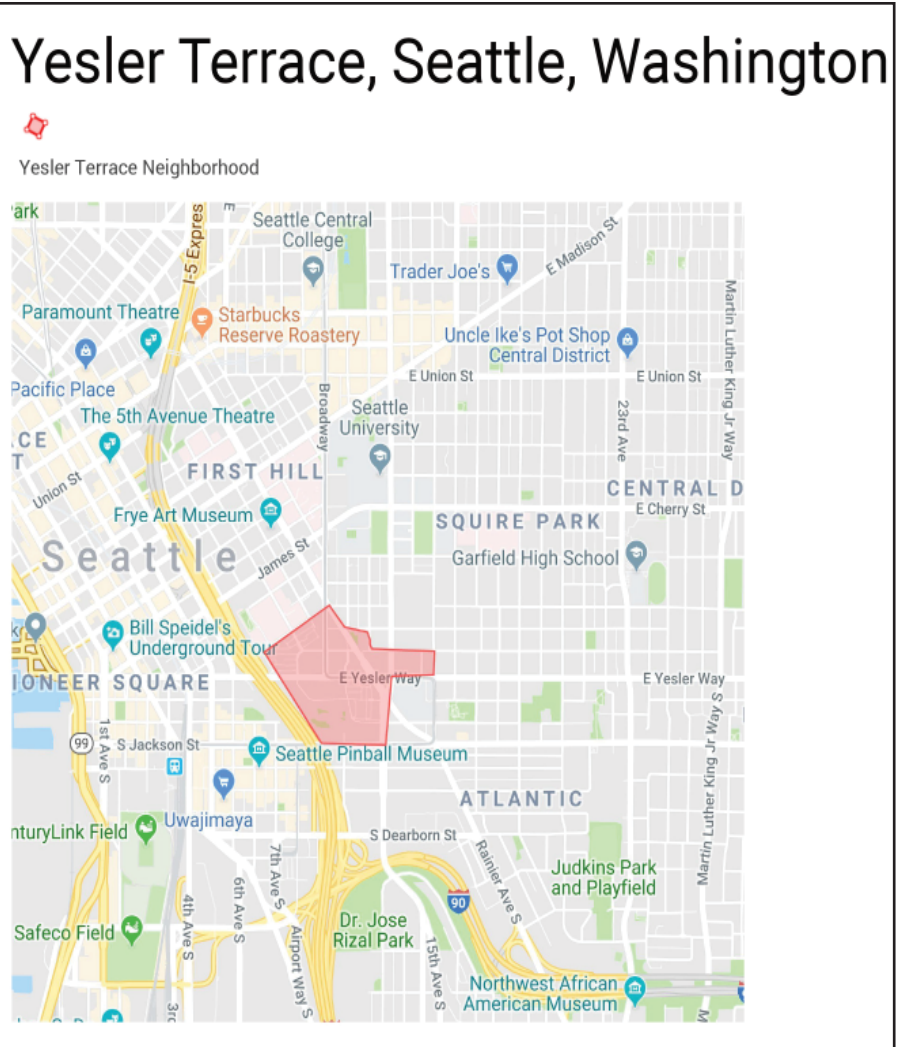 Yesler Terrace, Seattle, Washington
Yesler Terrace Neighborhood
ark
I-5 Expres
E
Seattle Central
College
Trader Joe's
E Madison St
Paramount Theatre
Starbucks
Reserve Roastery
Uncle Ike's Pot Shop
Central District
Martin Luther King Jr Way
Pacific Place
E Union St
E Union St
The 5th Avenue Theatre
Broadway
Seattle
University
23rd Ave
ACE
T
Union St
FIRST HILL
CENTRAL D
E Cherry St
Frye Art Museum
SQUIRE PARK
Seattle
James St
Garfield High School
k
Bill Speidel's
Underground Tour
IONEER SQUARE
E Yesler Way
E Yesler Way
99
1st Ave S
S Jackson St
Seattle Pinball Museum
Martin Luther King Jr Way S
Uwajimaya
ATLANTIC
nturyLink Field
S Dearborn St
7th Ave S
Rainier Ave S
Judkins Park
and Playfield
6th Ave S
4th Ave S
90
Safeco Field
Dr. Jose
Rizal Park
Airport Way S
15th Ave S
Northwest African
American Museum
3rd
M